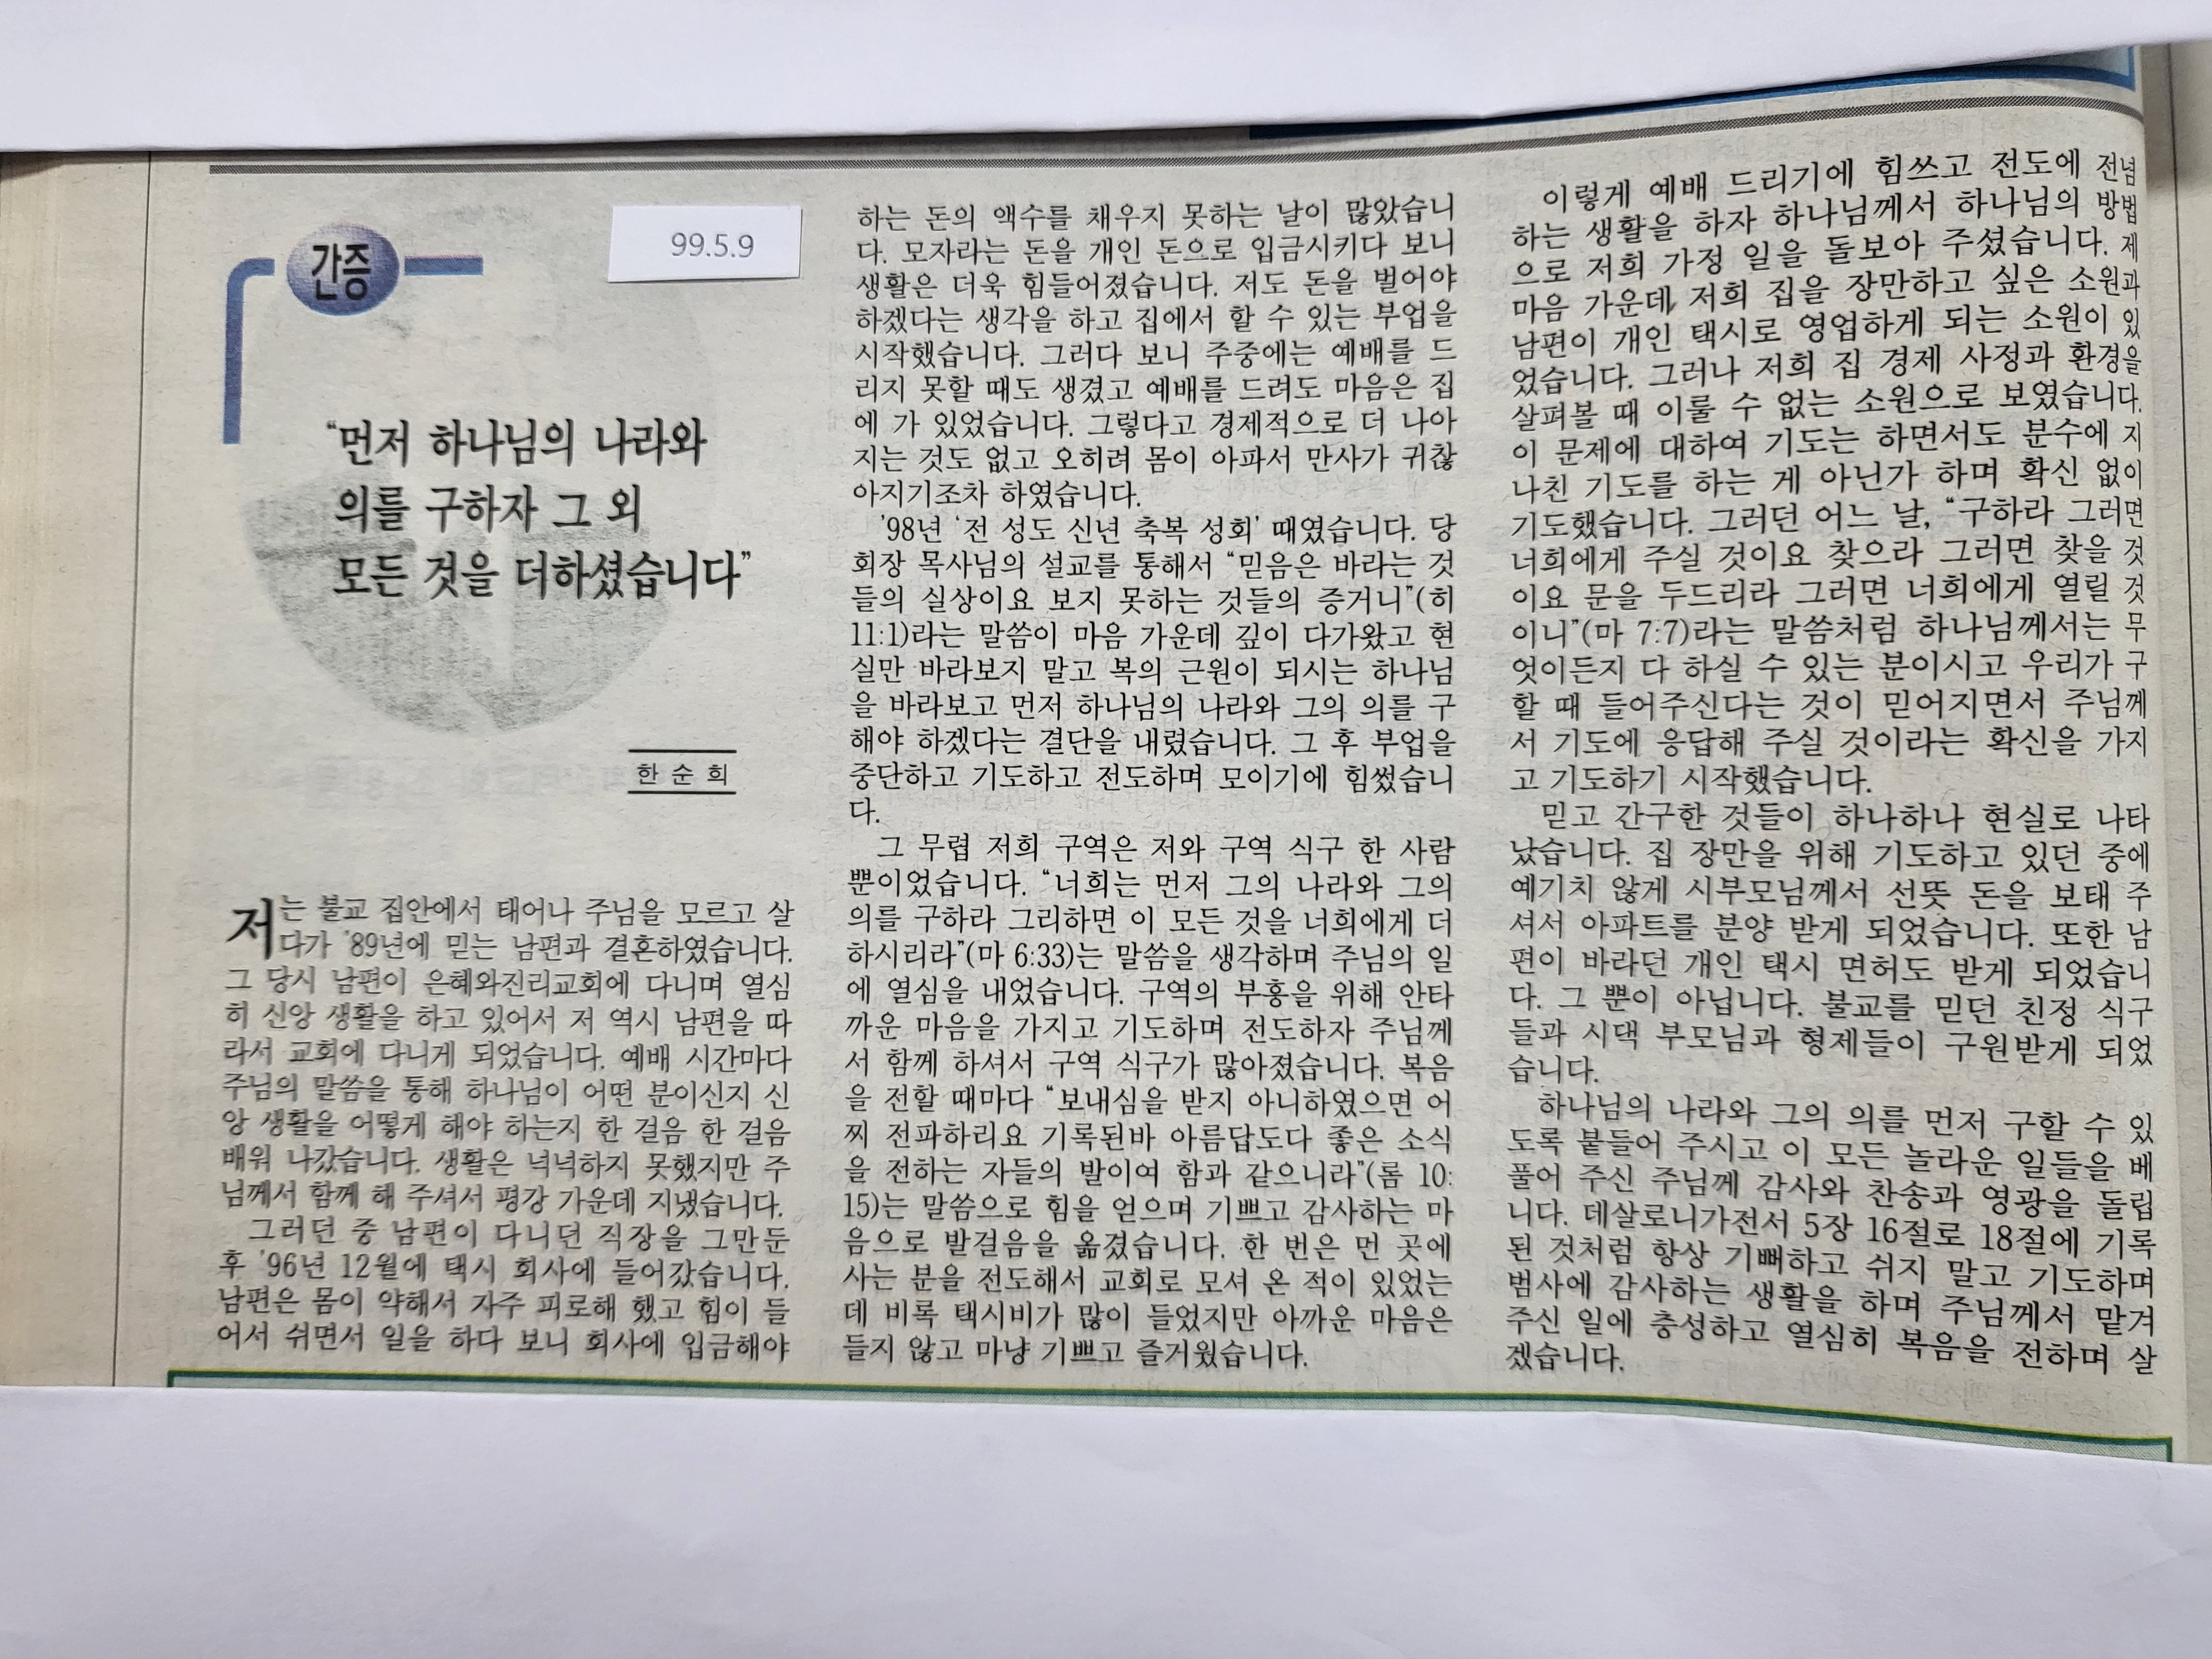 간증
99.5.9
“먼저 하나님의 나라와
의를 구하자 그 외
모든 것을 더하셨습니다”
한 순 희
저는 불교 집안에서 태어나 주님을 모르고 살
다가 '89년에 믿는 남편과 결혼하였습니다.
그 당시 남편이 은혜와진리교회에 다니며 열심
히 신앙 생활을 하고 있어서 저 역시 남편을 따
라서 교회에 다니게 되었습니다. 예배 시간마다
주님의 말씀을 통해 하나님이 어떤 분이신지 신
앙 생활을 어떻게 해야 하는지 한 걸음 한 걸음
배워 나갔습니다. 생활은 넉넉하지 못했지만 주
님께서 함께 해 주셔서 평강 가운데 지냈습니다.
그러던 중 남편이 다니던 직장을 그만둔
후 '96년 12월에 택시 회사에 들어갔습니다.
남편은 몸이 약해서 자주 피로해 했고 힘이 들
어서 쉬면서 일을 하다 보니 회사에 입금해야
하는 돈의 액수를 채우지 못하는 날이 많았습니
다. 모자라는 돈을 개인 돈으로 입금시키다 보니
생활은 더욱 힘들어졌습니다. 저도 돈을 벌어야
하겠다는 생각을 하고 집에서 할 수 있는 부업을
시작했습니다. 그러다 보니 주중에는 예배를 드
리지 못할 때도 생겼고 예배를 드려도 마음은 집
에 가 있었습니다. 그렇다고 경제적으로 더 나아
지는 것도 없고 오히려 몸이 아파서 만사가 귀찮
아지기조차 하였습니다.
'98년 ‘전 성도 신년 축복 성회’ 때였습니다. 당
회장 목사님의 설교를 통해서 “믿음은 바라는 것
들의 실상이요 보지 못하는 것들의 증거니”(히
11:1)라는 말씀이 마음 가운데 깊이 다가왔고 현
실만 바라보지 말고 복의 근원이 되시는 하나님
을 바라보고 먼저 하나님의 나라와 그의 의를 구
해야 하겠다는 결단을 내렸습니다. 그 후 부업을
중단하고 기도하고 전도하며 모이기에 힘썼습니
다.
그 무렵 저희 구역은 저와 구역 식구 한 사람
뿐이었습니다. “너희는 먼저 그의 나라와 그의
의를 구하라 그리하면 이 모든 것을 너희에게 더
하시리라”(마 6:33)는 말씀을 생각하며 주님의 일
에 열심을 내었습니다. 구역의 부흥을 위해 안타
까운 마음을 가지고 기도하며 전도하자 주님께
서 함께 하셔서 구역 식구가 많아졌습니다. 복음
을 전할 때마다 “보내심을 받지 아니하였으면 어
찌 전파하리요 기록된바 아름답도다 좋은 소식
을 전하는 자들의 발이여 함과 같으니라”(롬 10:
15)는 말씀으로 힘을 얻으며 기쁘고 감사하는 마
음으로 발걸음을 옮겼습니다. 한 번은 먼 곳에
사는 분을 전도해서 교회로 모셔 온 적이 있었는
데 비록 택시비가 많이 들었지만 아까운 마음은
들지 않고 마냥 기쁘고 즐거웠습니다.
이렇게 예배 드리기에 힘쓰고 전도에 전념
하는 생활을 하자 하나님께서 하나님의 방법
으로 저희 가정 일을 돌보아 주셨습니다. 제
마음 가운데 저희 집을 장만하고 싶은 소원과
남편이 개인 택시로 영업하게 되는 소원이 있
었습니다. 그러나 저희 집 경제 사정과 환경을
살펴볼 때 이룰 수 없는 소원으로 보였습니다.
이 문제에 대하여 기도는 하면서도 분수에 지
나친 기도를 하는 게 아닌가 하며 확신 없이
기도했습니다. 그러던 어느 날, “구하라 그러면
너희에게 주실 것이요 찾으라 그러면 찾을 것
이요 문을 두드리라 그러면 너희에게 열릴 것
이니”(마 7:7)라는 말씀처럼 하나님께서는 무
엇이든지 다 하실 수 있는 분이시고 우리가 구
할 때 들어주신다는 것이 믿어지면서 주님께
서 기도에 응답해 주실 것이라는 확신을 가지
고 기도하기 시작했습니다.
믿고 간구한 것들이 하나하나 현실로 나타
났습니다. 집 장만을 위해 기도하고 있던 중에
예기치 않게 시부모님께서 선뜻 돈을 보태 주
셔서 아파트를 분양 받게 되었습니다. 또한 남
편이 바라던 개인 택시 면허도 받게 되었습니
다. 그 뿐이 아닙니다. 불교를 믿던 친정 식구
들과 시댁 부모님과 형제들이 구원받게 되었
습니다.
하나님의 나라와 그의 의를 먼저 구할 수 있
도록 붙들어 주시고 이 모든 놀라운 일들을 베
풀어 주신 주님께 감사와 찬송과 영광을 돌립
니다. 데살로니가전서 5장 16절로 18절에 기록
된 것처럼 항상 기뻐하고 쉬지 말고 기도하며
범사에 감사하는 생활을 하며 주님께서 맡겨
주신 일에 충성하고 열심히 복음을 전하며 살
겠습니다.